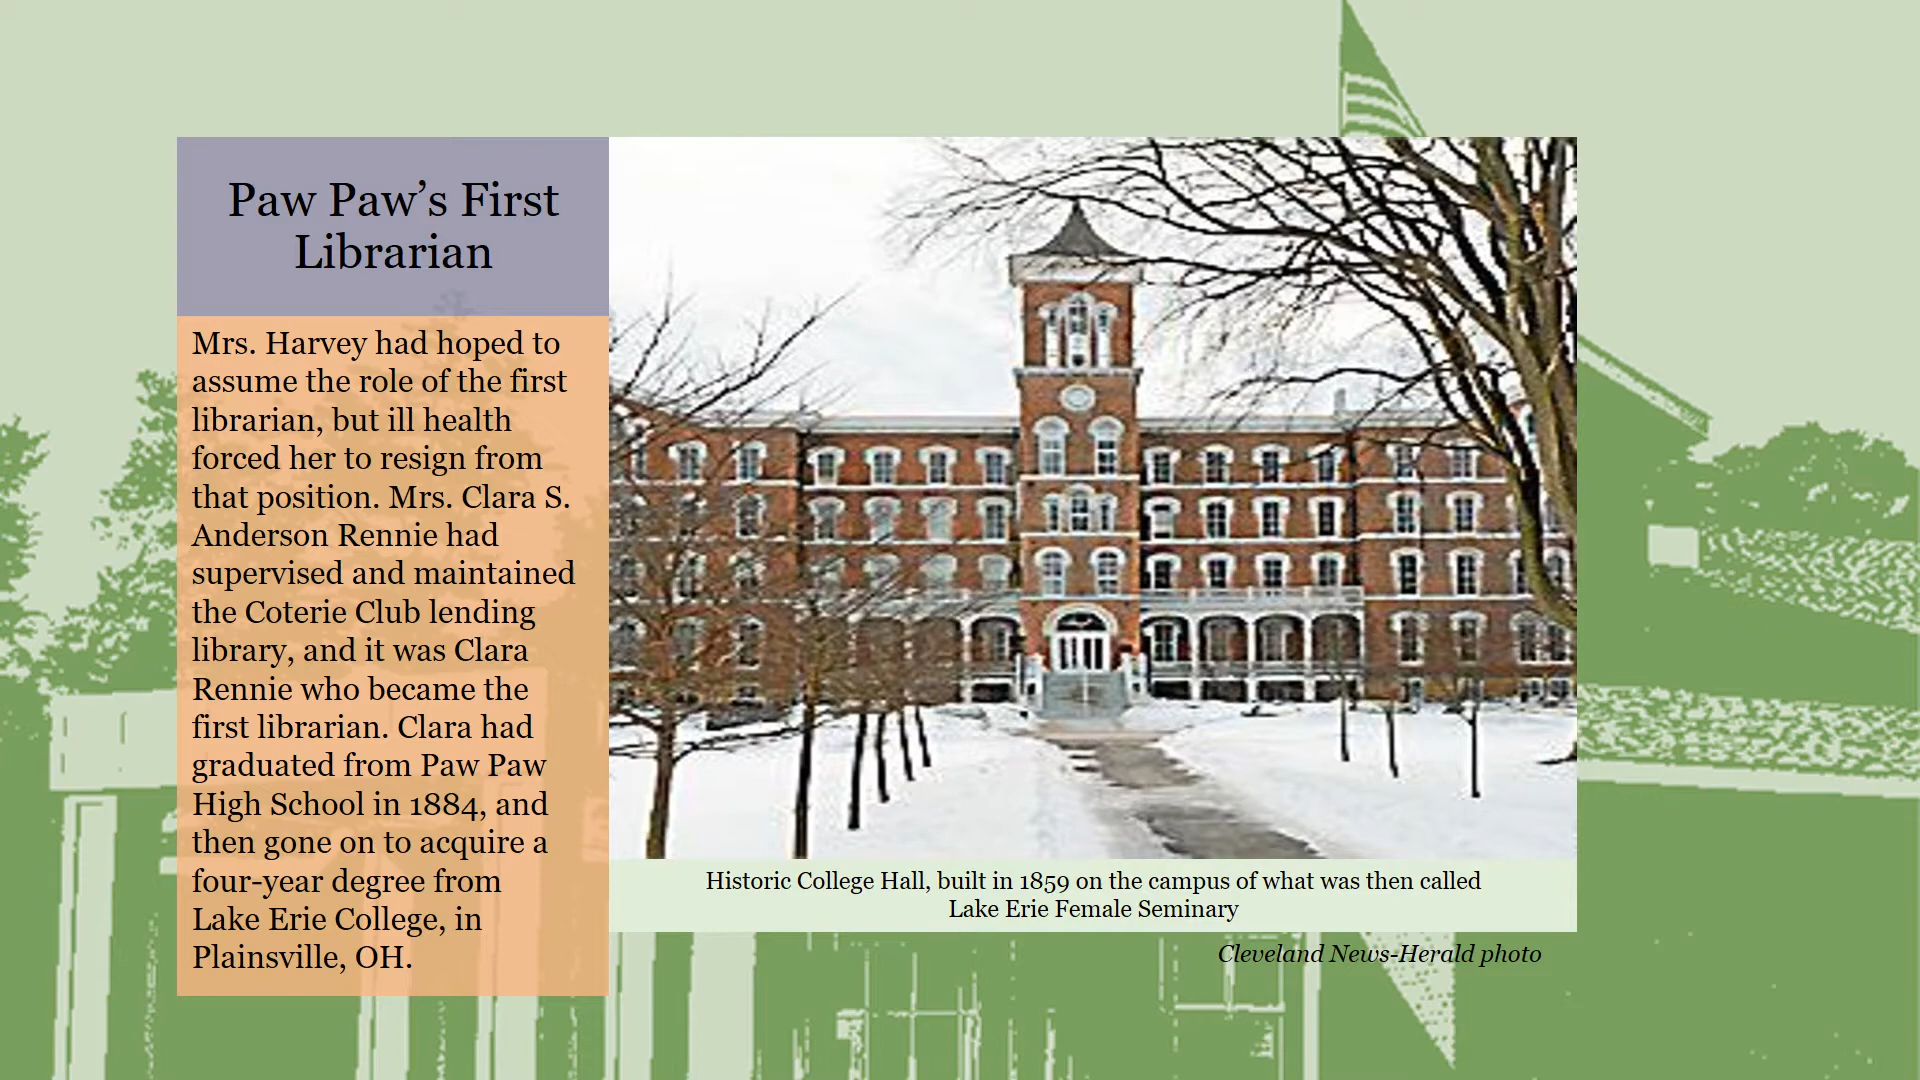 Paw Paw’s First
Librarian
Mrs. Harvey had hoped to
assume the role of the first
librarian, but ill health
forced her to resign from
that position. Mrs. Clara S.
Anderson Rennie had
supervised and maintained
the Coterie Club lending
library, and it was Clara
Rennie who became the
first librarian. Clara had
graduated from Paw Paw
High School in 1884, and
then gone on to acquire a
four-year degree from
Lake Erie College, in
Plainsville, OH.
Historic College Hall, built in 1859 on the campus of what was then called
Lake Erie Female Seminary
Cleveland News-Herald photo